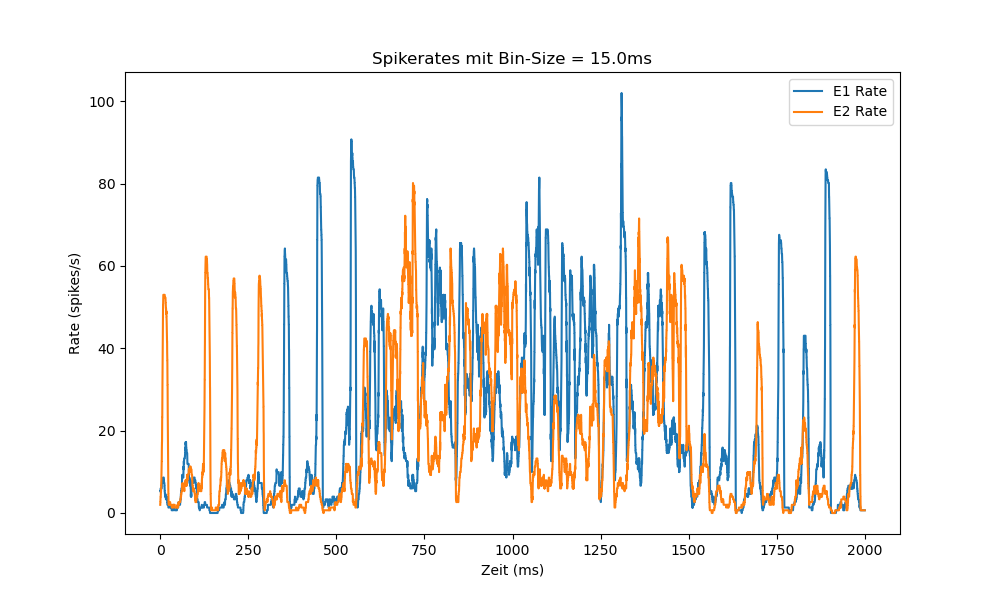 Spikerates mit Bin-Size = 15.0ms
E1 Rate
E2 Rate
Rate (spikes/s)
100
80
60
40
20
0
0 250 500 750 1000 1250 1500 1750 2000
Zeit (ms)